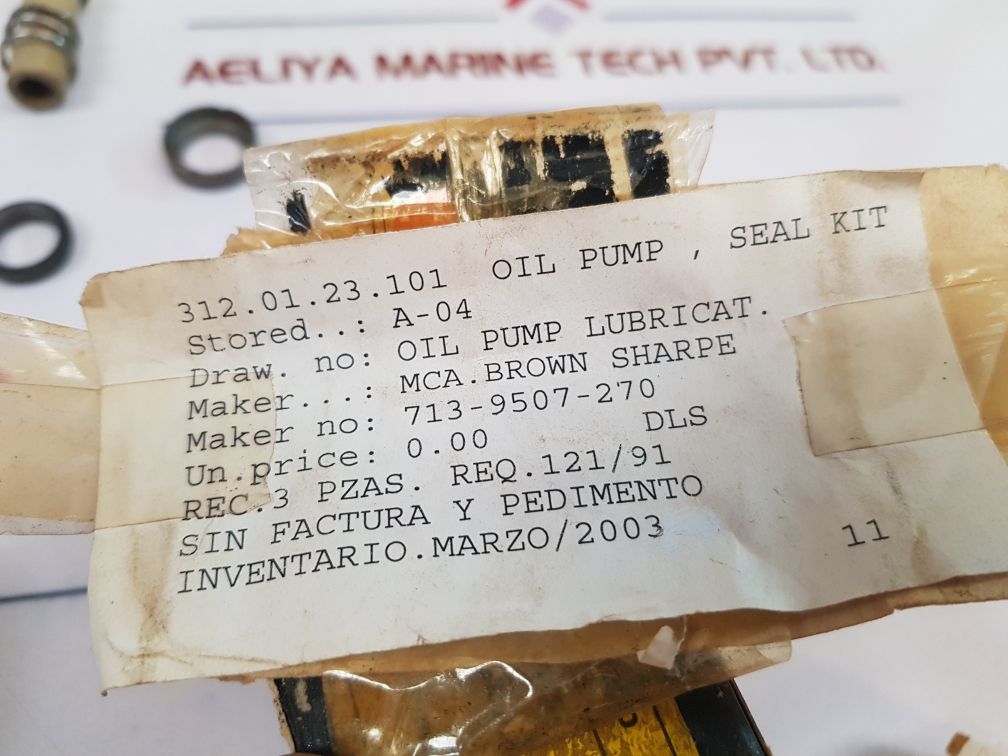 AELIYA MARINE TECH PVT. LTD.
312.01.23.101 OIL PUMP , SEAL KIT
Stored..: A-04
Draw. no: OIL PUMP LUBRICAT.
Maker...: MCA.BROWN SHARPE
Maker no: 713-9507-270
Un.price: 0.00 DLS
REC.3 PZAS. REQ.121/91
SIN FACTURA Y PEDIMENTO
INVENTARIO.MARZO/2003 11